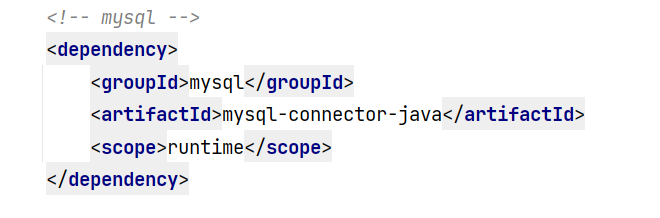 <!-- mysql -->
<dependency>
<groupId>mysql</groupId>
<artifactId>mysql-connector-java</artifactId>
<scope>runtime</scope>
</dependency>